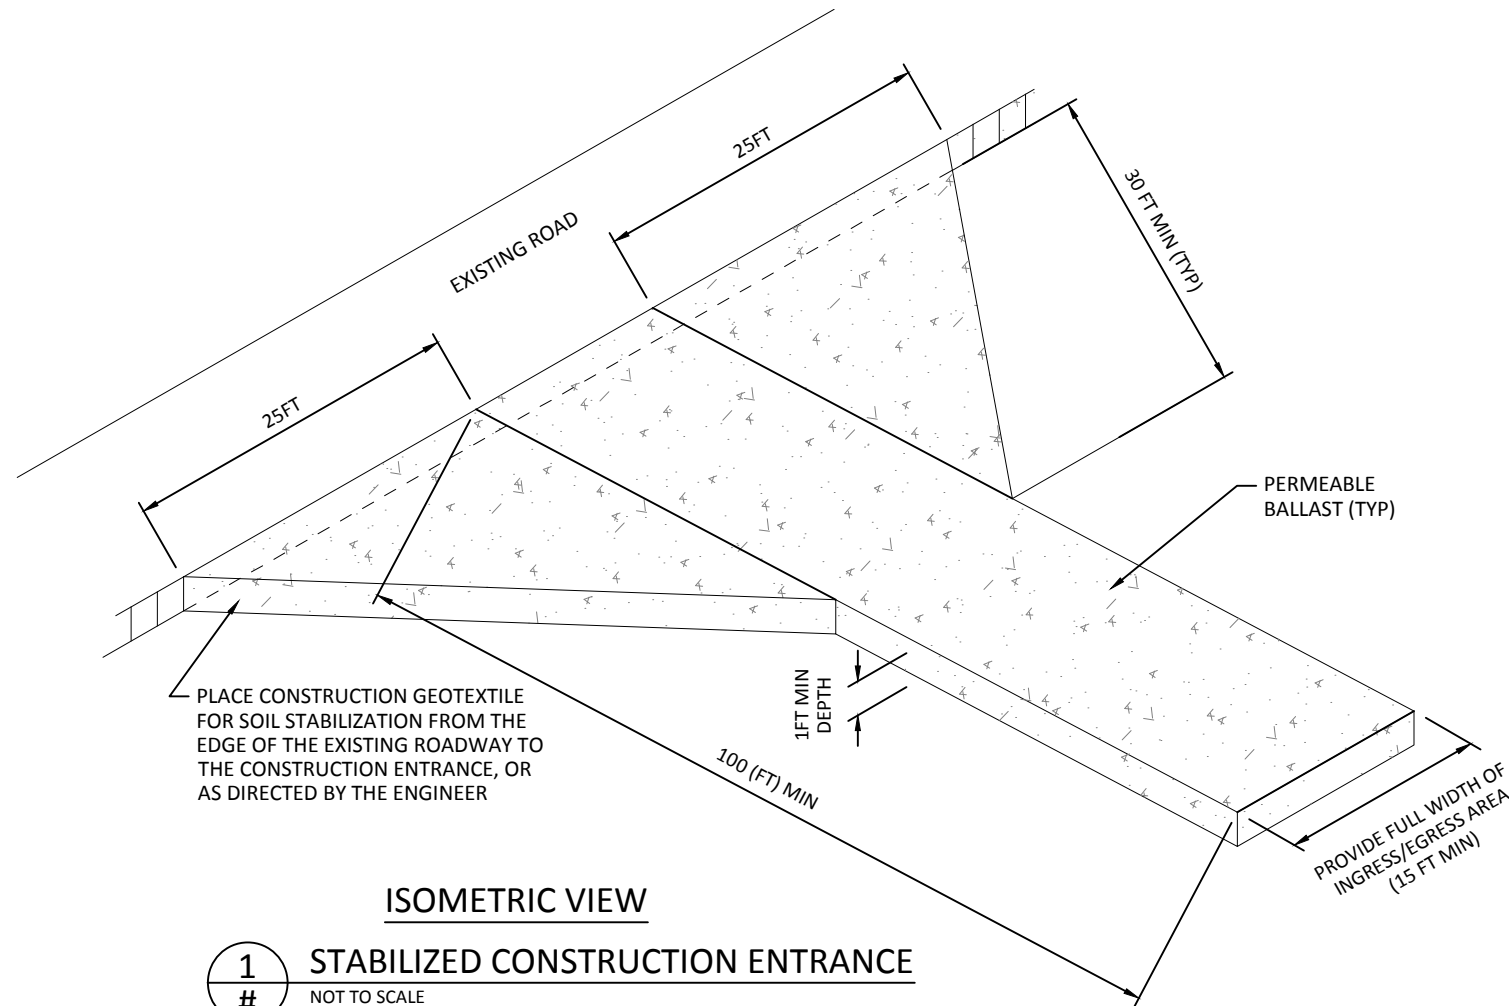 25FT
EXISTING ROAD
30 FT MIN (TYP)
25FT
PERMEABLE
BALLAST (TYP)
PLACE CONSTRUCTION GEOTEXTILE
FOR SOIL STABILIZATION FROM THE
EDGE OF THE EXISTING ROADWAY TO
THE CONSTRUCTION ENTRANCE, OR
AS DIRECTED BY THE ENGINEER
1FT MIN
DEPTH
100 (FT) MIN
PROVIDE FULL WIDTH OF
INGRESS/EGRESS AREA
(15 FT MIN)
ISOMETRIC VIEW
1
STABILIZED CONSTRUCTION ENTRANCE
#
NOT TO SCALE